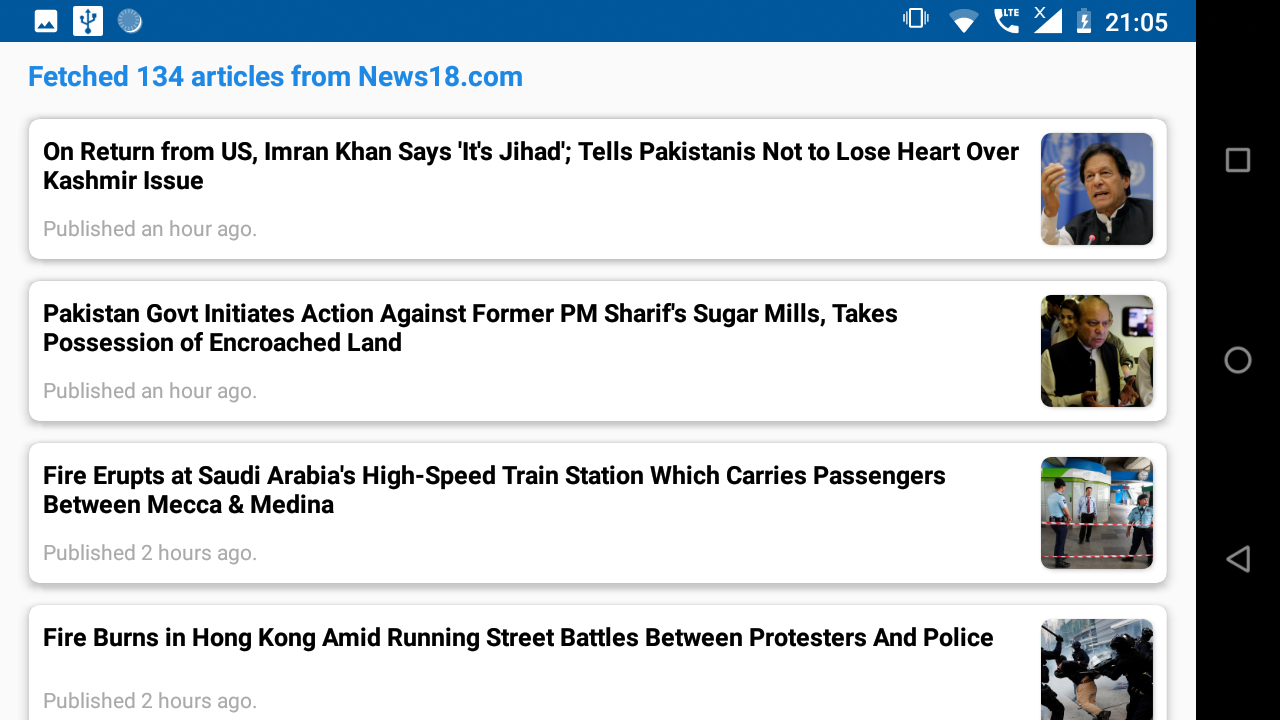 LTE
X
21:05
Fetched 134 articles from News18.com
On Return from US, Imran Khan Says 'It's Jihad'; Tells Pakistanis Not to Lose Heart Over
Kashmir Issue
Published an hour ago.
Pakistan Govt Initiates Action Against Former PM Sharif's Sugar Mills, Takes
Possession of Encroached Land
Published an hour ago.
Fire Erupts at Saudi Arabia's High-Speed Train Station Which Carries Passengers
Between Mecca & Medina
Published 2 hours ago.
Fire Burns in Hong Kong Amid Running Street Battles Between Protesters And Police
Published 2 hours ago.